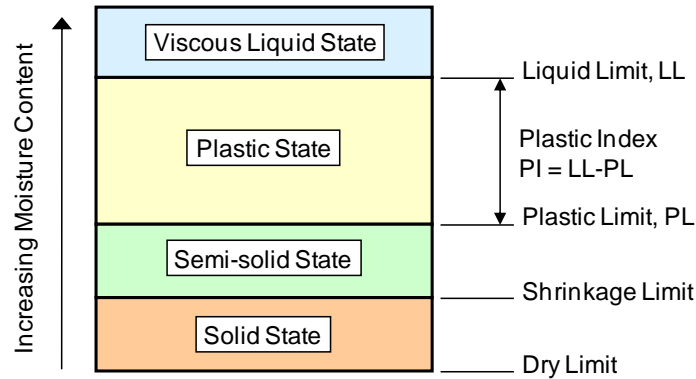 Increasing Moisture Content
Viscous Liquid State
Liquid Limit, LL
Plastic State
Plastic Index
PI = LL-PL
Plastic Limit, PL
Semi-solid State
Shrinkage Limit
Solid State
Dry Limit